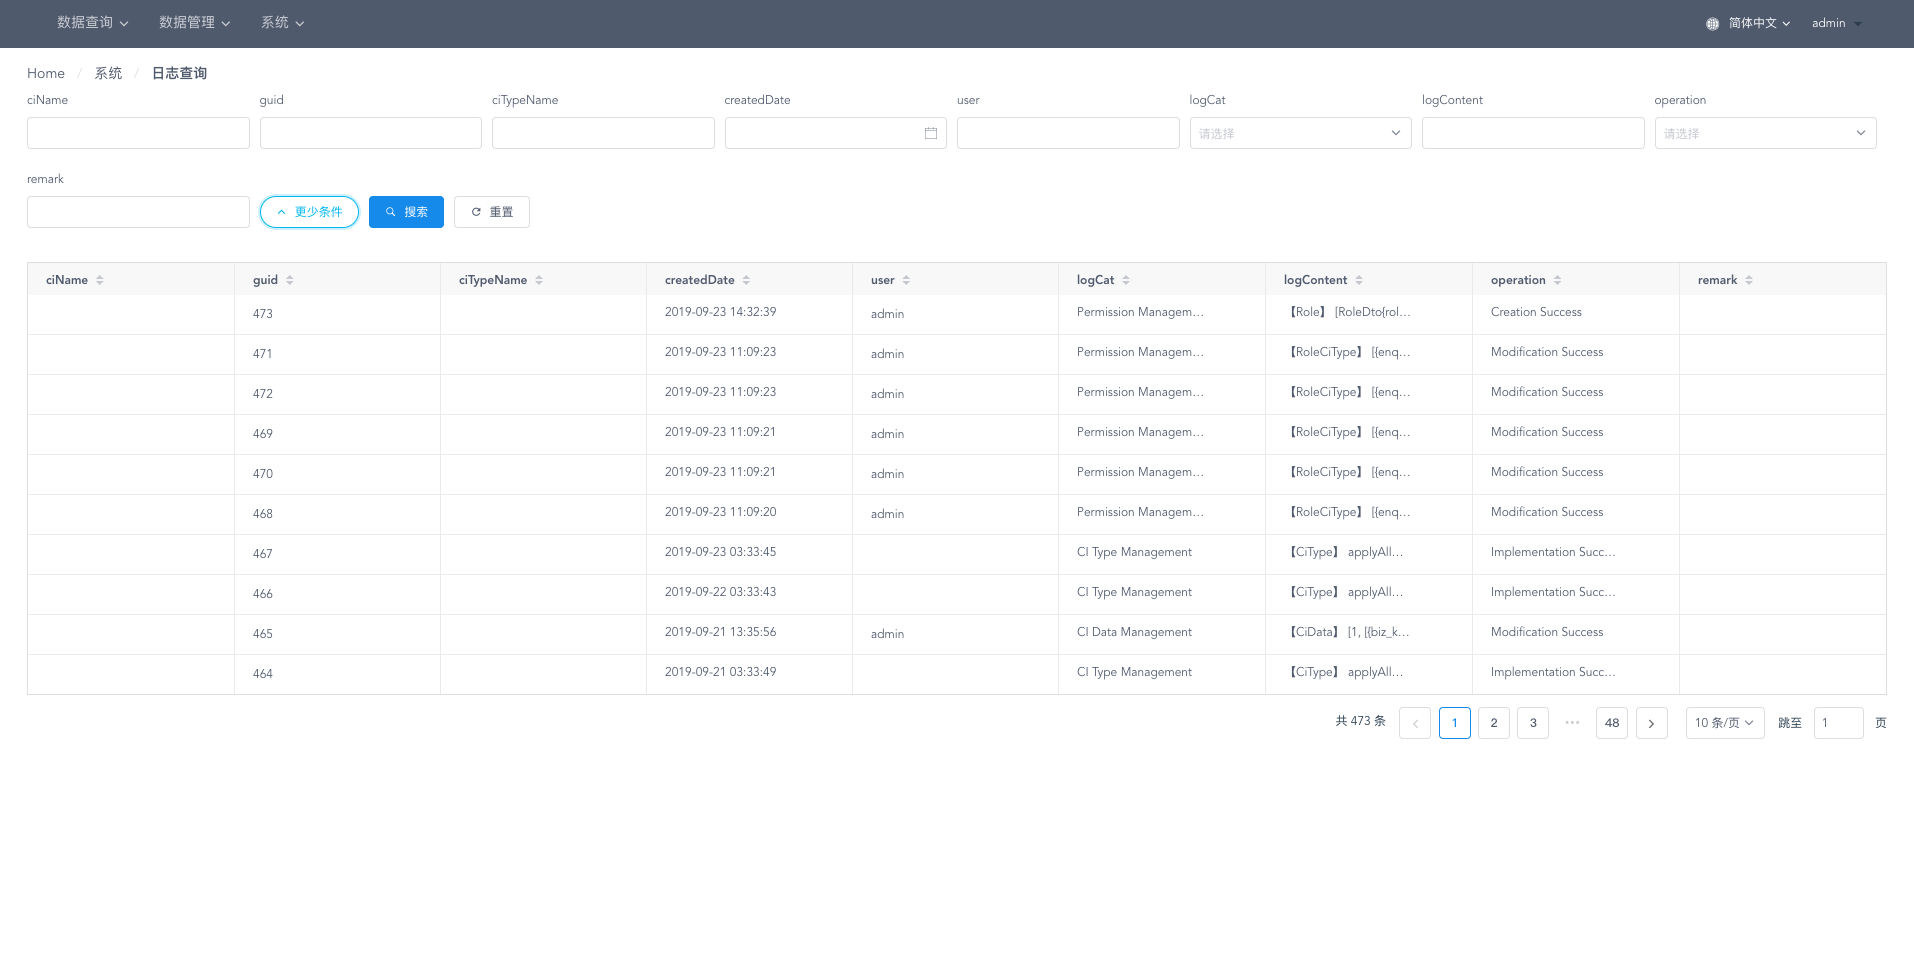 数据查询 数据管理 系统 简体中文 admin
Home / 系统 / 日志查询
ciName guid ciTypeName createdDate user logCat logContent operation
请选择 请选择
remark
更少条件 搜索 重置
ciName guid ciTypeName createdDate user logCat logContent operation remark
473 2019-09-23 14:32:39 admin Permission Managem... 【Role】 [RoleDto{rol... Creation Success
471 2019-09-23 11:09:23 admin Permission Managem... 【RoleCiType】 [{enq... Modification Success
472 2019-09-23 11:09:23 admin Permission Managem... 【RoleCiType】 [{enq... Modification Success
469 2019-09-23 11:09:21 admin Permission Managem... 【RoleCiType】 [{enq... Modification Success
470 2019-09-23 11:09:21 admin Permission Managem... 【RoleCiType】 [{enq... Modification Success
468 2019-09-23 11:09:20 admin Permission Managem... 【RoleCiType】 [{enq... Modification Success
467 2019-09-23 03:33:45 CI Type Management 【CiType】 applyAll... Implementation Succ...
466 2019-09-22 03:33:43 CI Type Management 【CiType】 applyAll... Implementation Succ...
465 2019-09-21 13:35:56 admin CI Data Management 【CiData】 [1, [{biz_k... Modification Success
464 2019-09-21 03:33:49 CI Type Management 【CiType】 applyAll... Implementation Succ...
共 473 条 < 1 2 3 ••• 48 > 10 条/页 跳至 1 页